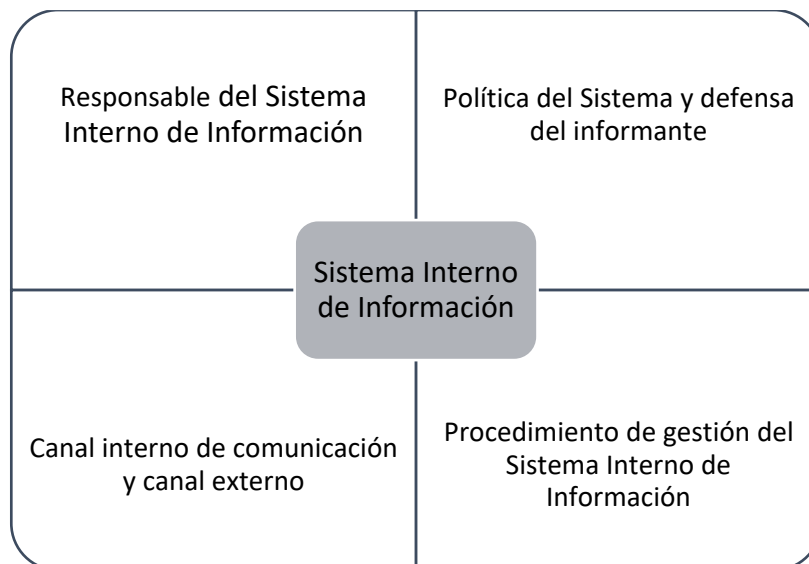 Responsable del Sistema
Interno de Información
Política del Sistema y defensa
del informante
Sistema Interno
de Información
Canal interno de comunicación
y canal externo
Procedimiento de gestión del
Sistema Interno de
Información